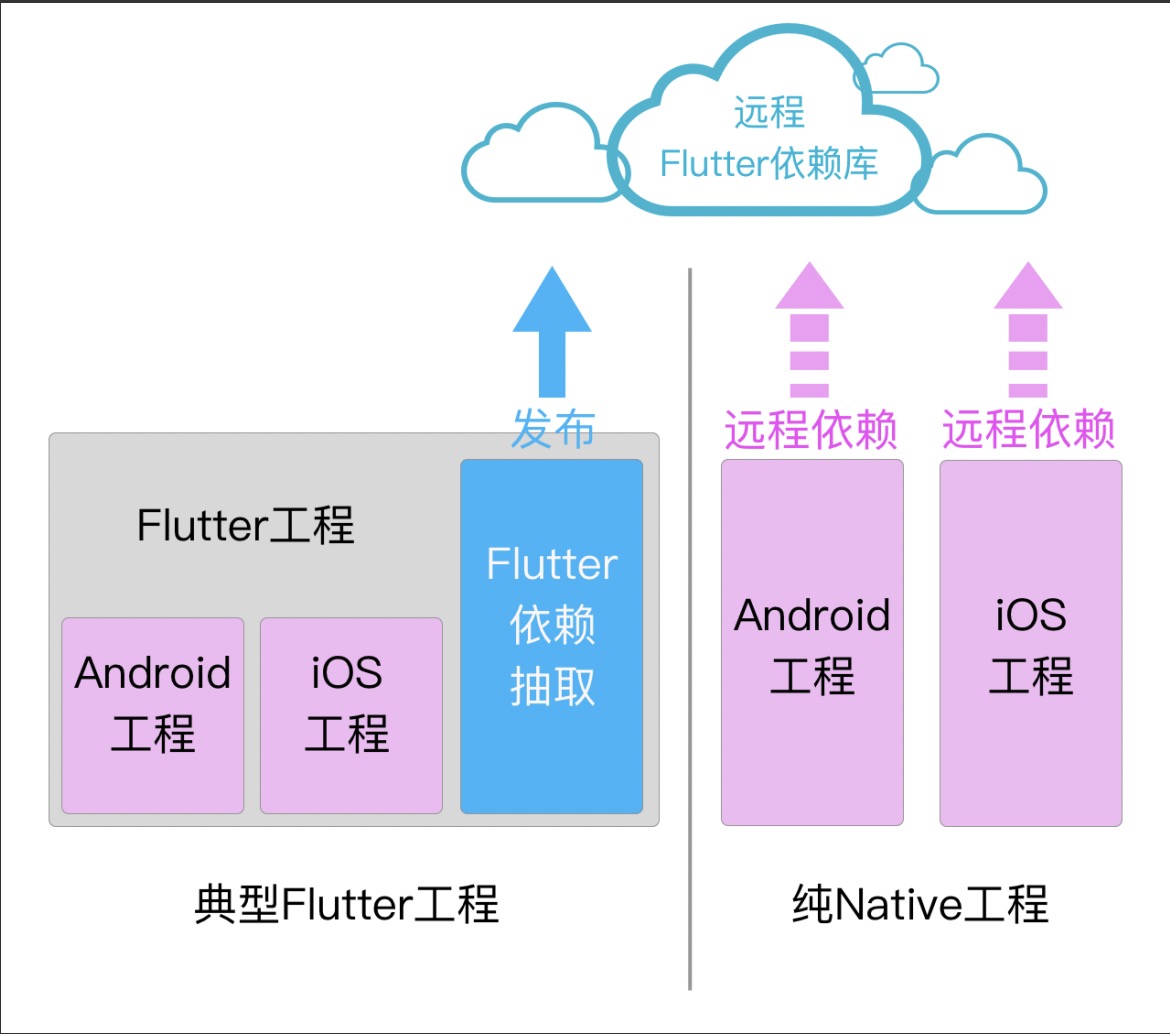 远程
Flutter依赖库
发布
远程依赖
远程依赖
Flutter工程
Flutter
依赖
抽取
Android
工程
iOS
工程
Android
工程
iOS
工程
典型Flutter工程
纯Native工程